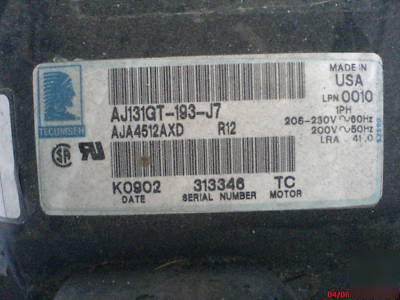 TECUMSEH
AJ131GT-193-J7
AJA4512AXD R12
MADE IN
USA
LPN 0010
1PH
208-230V~60Hz
200V~50Hz
LRA 41.0
K0902 313346 TC
DATE SERIAL NUMBER MOTOR